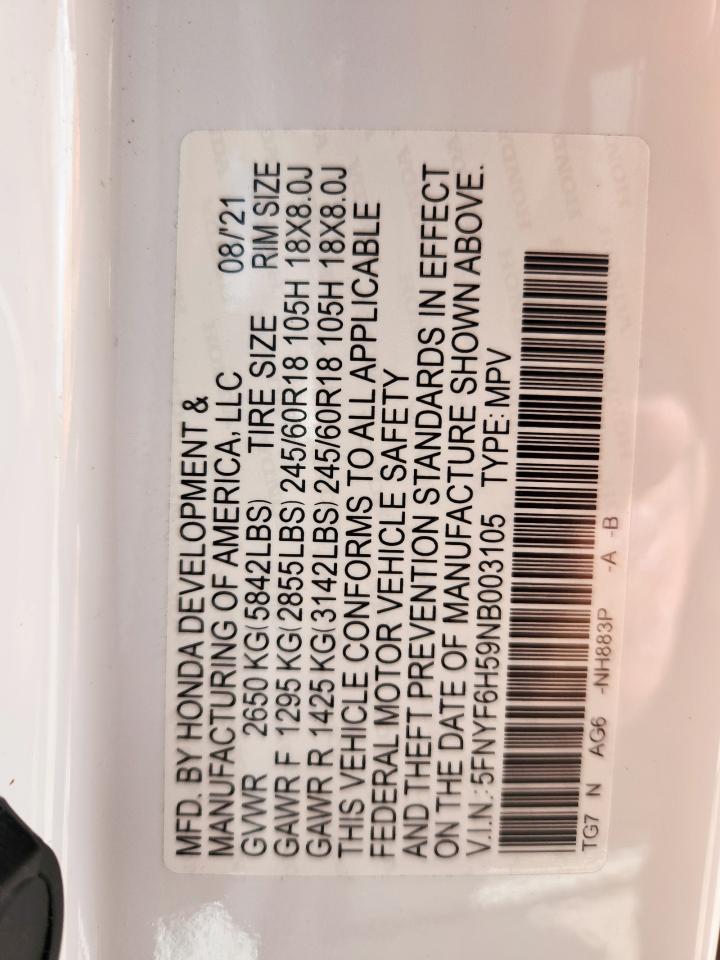 MFD. BY HONDA DEVELOPMENT &
MANUFACTURING OF AMERICA, LLC 08/'21
GVWR 2650 KG(5842LBS) TIRE SIZE RIM SIZE
GAWR F 1295 KG(2855LBS) 245/60R18 105H 18X8.0J
GAWR R 1425 KG(3142LBS) 245/60R18 105H 18X8.0J
THIS VEHICLE CONFORMS TO ALL APPLICABLE
FEDERAL MOTOR VEHICLE SAFETY
AND THEFT PREVENTION STANDARDS IN EFFECT
ON THE DATE OF MANUFACTURE SHOWN ABOVE.
V.I.N.: 5FNYF6H59NB003105 TYPE: MPV
TG7 N AG6 -NH883P -A -B